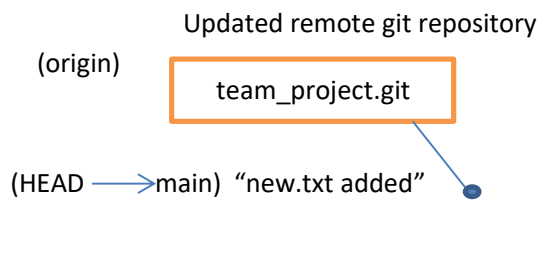 Updated remote git repository
(origin)
team_project.git
(HEAD main) “new.txt added”